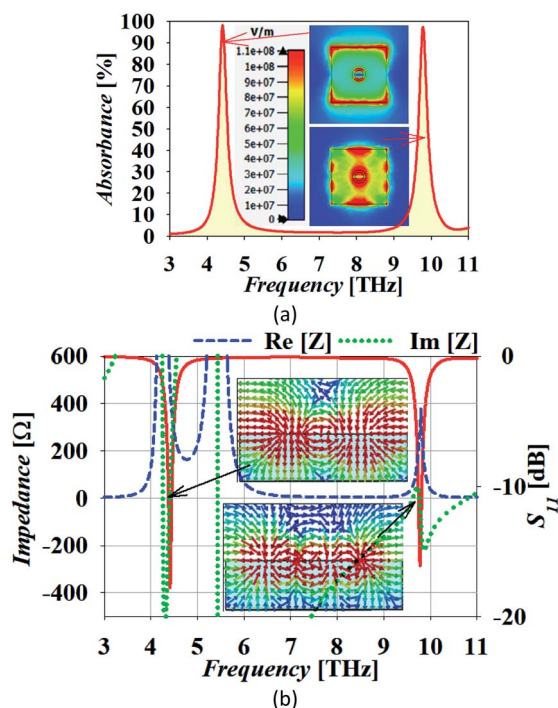 V/m
100
90
80
70
60
50
40
30
20
10
0
Absorbance [%]
1.1e+08
1e+08
9e+07
8e+07
7e+07
6e+07
5e+07
4e+07
3e+07
2e+07
1e+07
0
3 4 5 6 7 8 9 10 11
Frequency [THz]
(a)
Re [Z] Im [Z]
600
400
200
0
-200
-400
Impedance [Ω]
0
-10
-20
S11 [dB]
3 4 5 6 7 8 9 10 11
Frequency [THz]
(b)